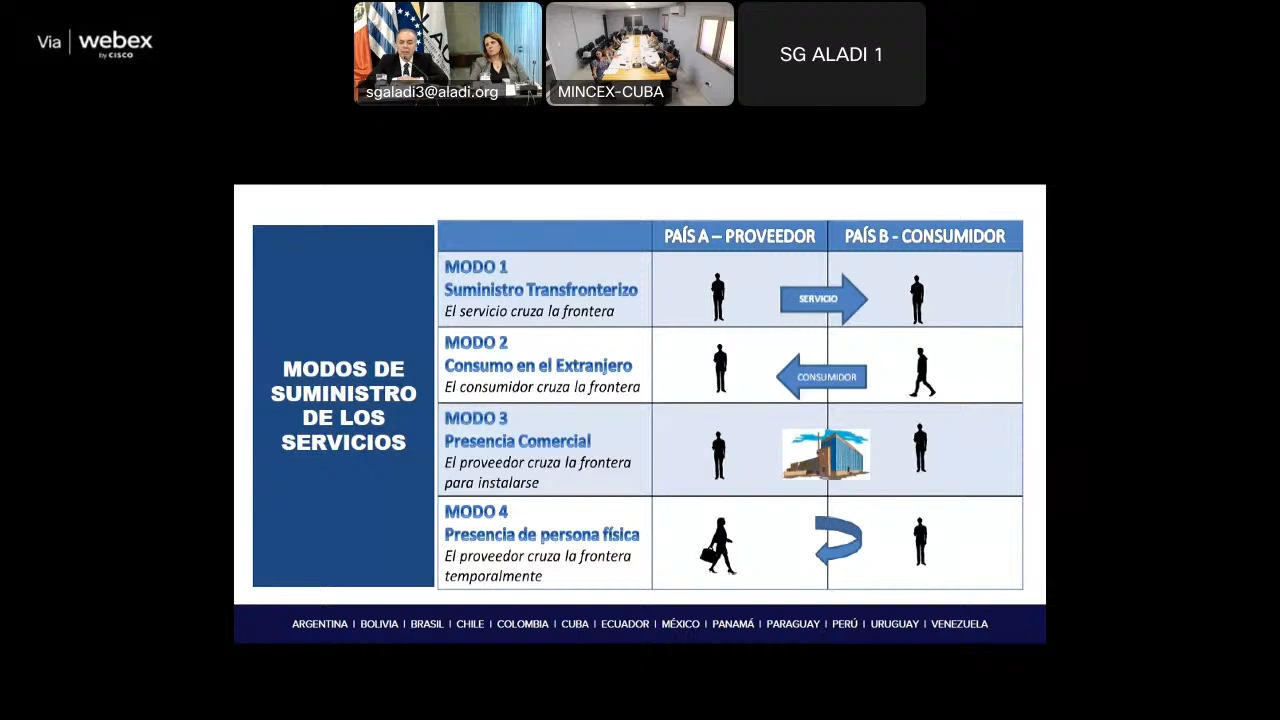 Via webex
by CISCO
sgaladi3@aladi.org
MINCEX-CUBA
SG ALADI 1
MODOS DE
SUMINISTRO
DE LOS
SERVICIOS
PAÍS A – PROVEEDOR
PAÍS B - CONSUMIDOR
MODO 1
Suministro Transfronterizo
El servicio cruza la frontera
SERVICIO
MODO 2
Consumo en el Extranjero
El consumidor cruza la frontera
CONSUMIDOR
MODO 3
Presencia Comercial
El proveedor cruza la frontera
para instalarse
MODO 4
Presencia de persona física
El proveedor cruza la frontera
temporalmente
ARGENTINA | BOLIVIA | BRASIL | CHILE | COLOMBIA | CUBA | ECUADOR | MÉXICO | PANAMÁ | PARAGUAY | PERÚ | URUGUAY | VENEZUELA